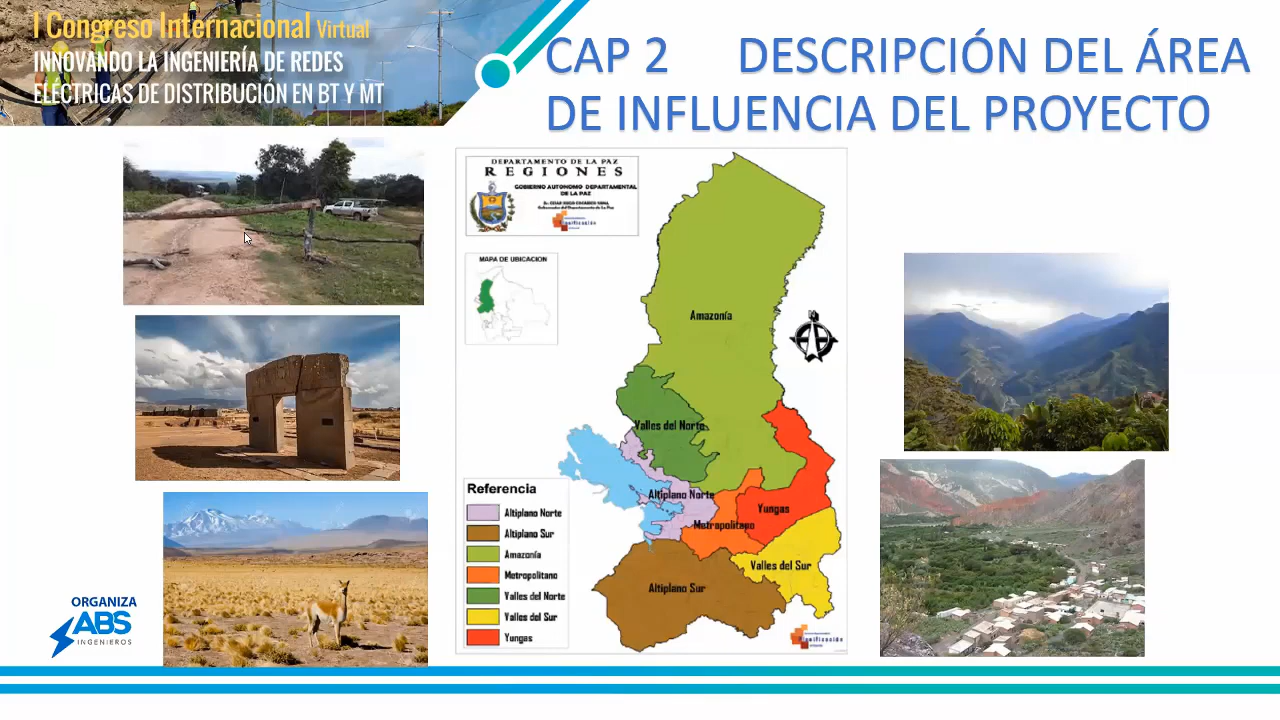 I Congreso Internacional Virtual
INNOVANDO LA INGENIERÍA DE REDES
ELÉCTRICAS DE DISTRIBUCIÓN EN BT Y MT
CAP 2 DESCRIPCIÓN DEL ÁREA
DE INFLUENCIA DEL PROYECTO
DEPARTAMENTO DE LA PAZ
REGIONES
GOBIERNO AUTONOMO DEPARTAMENTAL
DE LA PAZ
MAPA DE UBICACION
Amazonía
Valles del Norte
Altiplano Norte
Metropolitano
Yungas
Valles del Sur
Altiplano Sur
Referencia
Altiplano Norte
Altiplano Sur
Amazonía
Metropolitano
Valles del Norte
Valles del Sur
Yungas
ORGANIZA
ABS
INGENIEROS